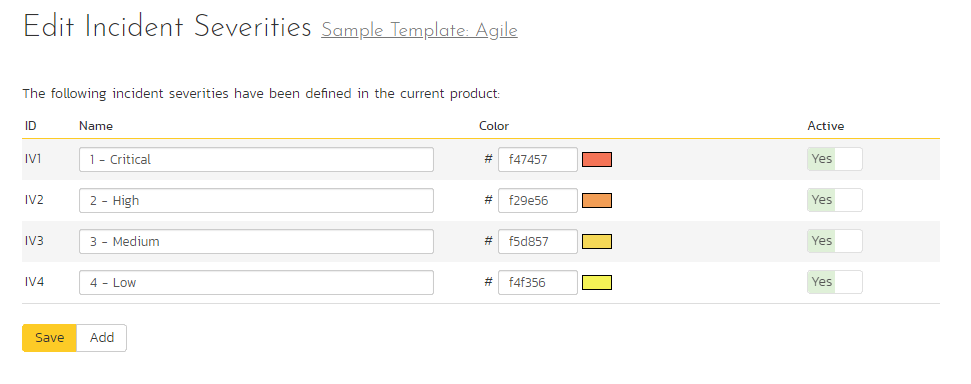 Edit Incident Severities Sample Template: Agile
The following incident severities have been defined in the current product:
ID Name Color Active
IV1 1 - Critical # f47457 Yes
IV2 2 - High # f29e56 Yes
IV3 3 - Medium # f5d857 Yes
IV4 4 - Low # f4f356 Yes
Save Add